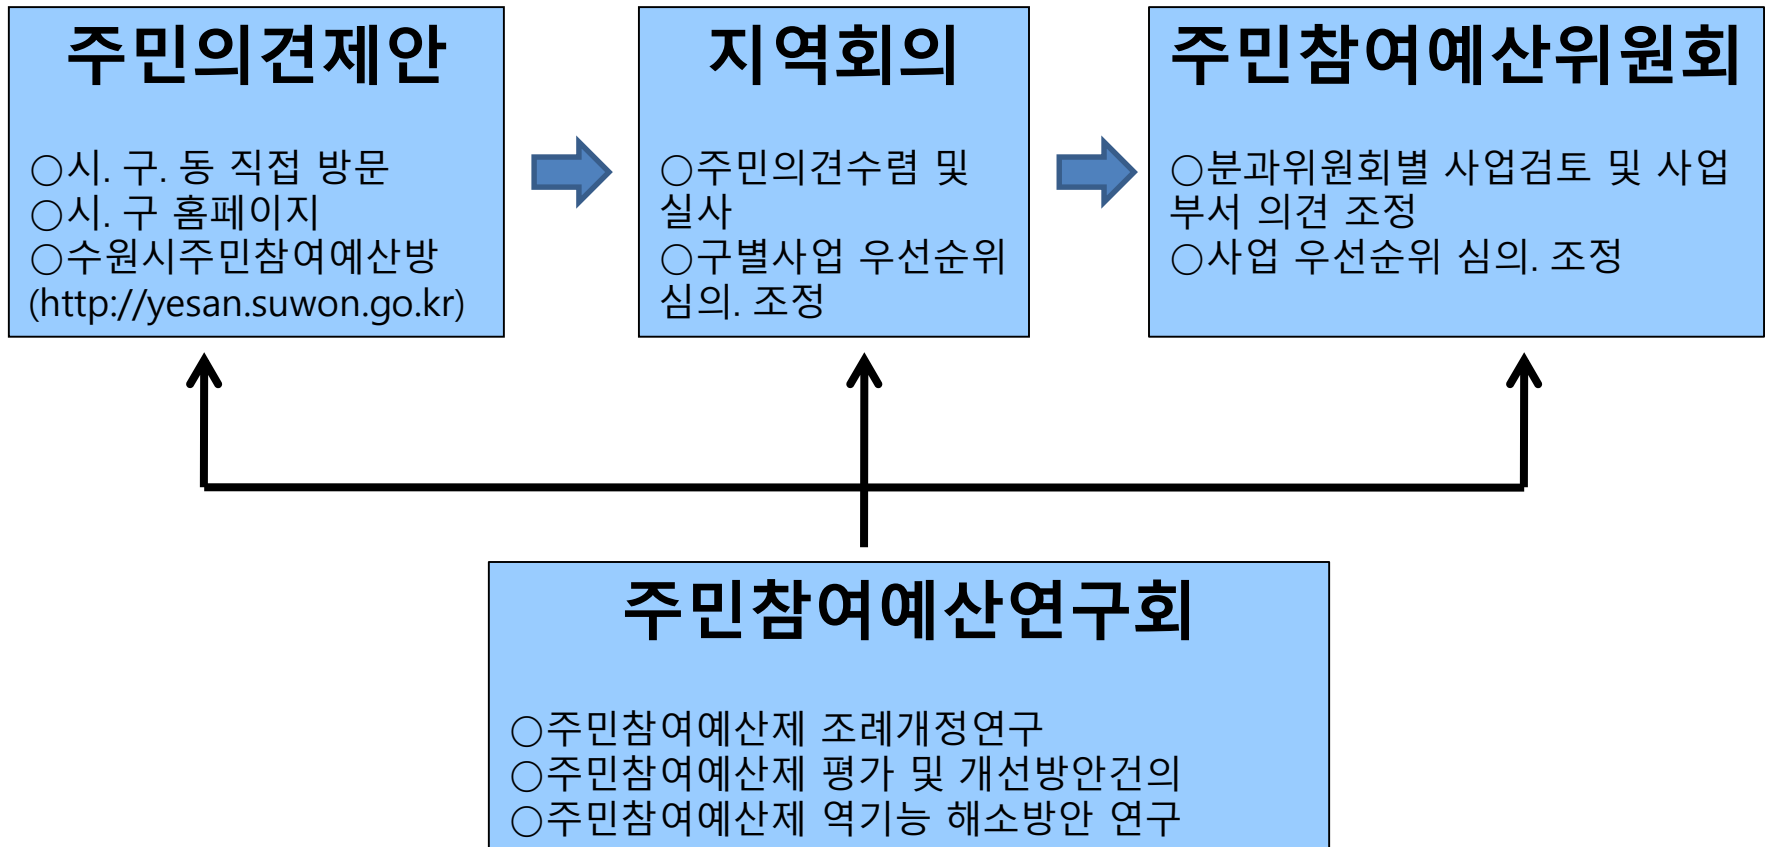 주민의견제안
○시. 구. 동 직접 방문
○시. 구 홈페이지
○수원시주민참여예산방
(http://yesan.suwon.go.kr)
지역회의
○주민의견수렴 및
실사
○구별사업 우선순위
심의. 조정
주민참여예산위원회
○분과위원회별 사업검토 및 사업
부서 의견 조정
○사업 우선순위 심의. 조정
주민참여예산연구회
○주민참여예산제 조례개정연구
○주민참여예산제 평가 및 개선방안건의
○주민참여예산제 역기능 해소방안 연구